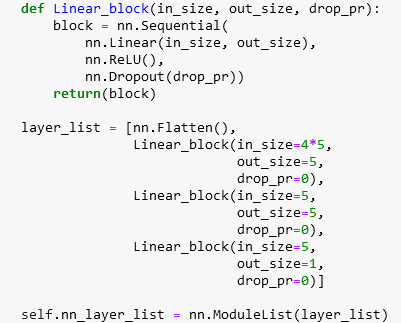 def Linear_block(in_size, out_size, drop_pr):
    block = nn.Sequential(
        nn.Linear(in_size, out_size),
        nn.ReLU(),
        nn.Dropout(drop_pr))
    return(block)

layer_list = [nn.Flatten(),
              Linear_block(in_size=4*5,
                           out_size=5,
                           drop_pr=0),
              Linear_block(in_size=5,
                           out_size=5,
                           drop_pr=0),
              Linear_block(in_size=5,
                           out_size=1,
                           drop_pr=0)]

self.nn_layer_list = nn.ModuleList(layer_list)